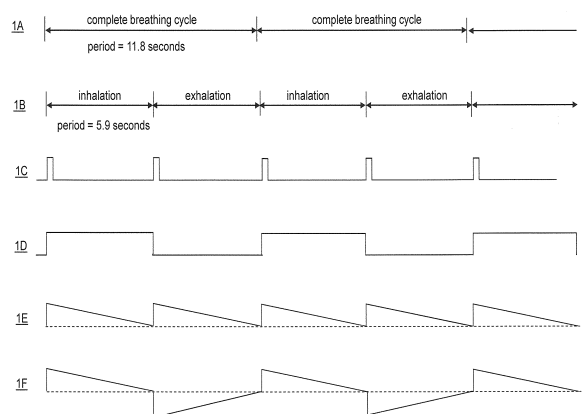 1A complete breathing cycle complete breathing cycle
period = 11.8 seconds
1B inhalation exhalation inhalation exhalation
period = 5.9 seconds
1C
1D
1E
1F